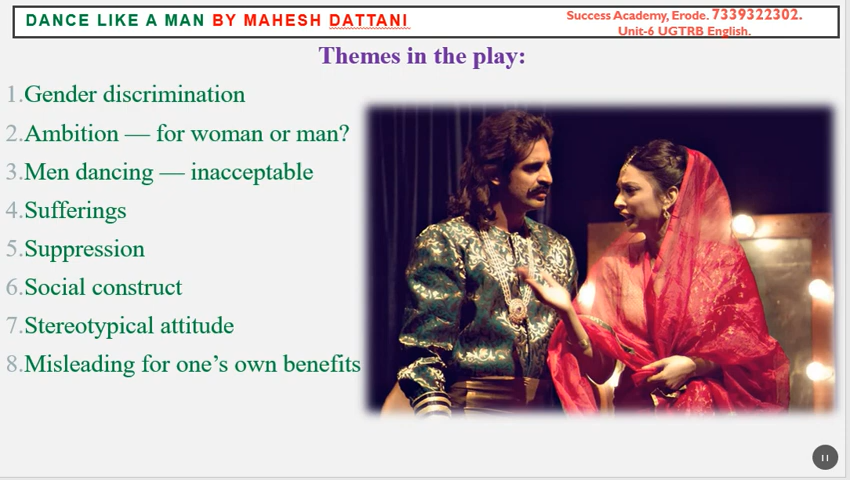 DANCE LIKE A MAN BY MAHESH DATTANI
Success Academy, Erode. 7339322302.
Unit-6 UGTRB English.
Themes in the play:
1.Gender discrimination
2.Ambition — for woman or man?
3.Men dancing — inacceptable
4.Sufferings
5.Suppression
6.Social construct
7.Stereotypical attitude
8.Misleading for one’s own benefits